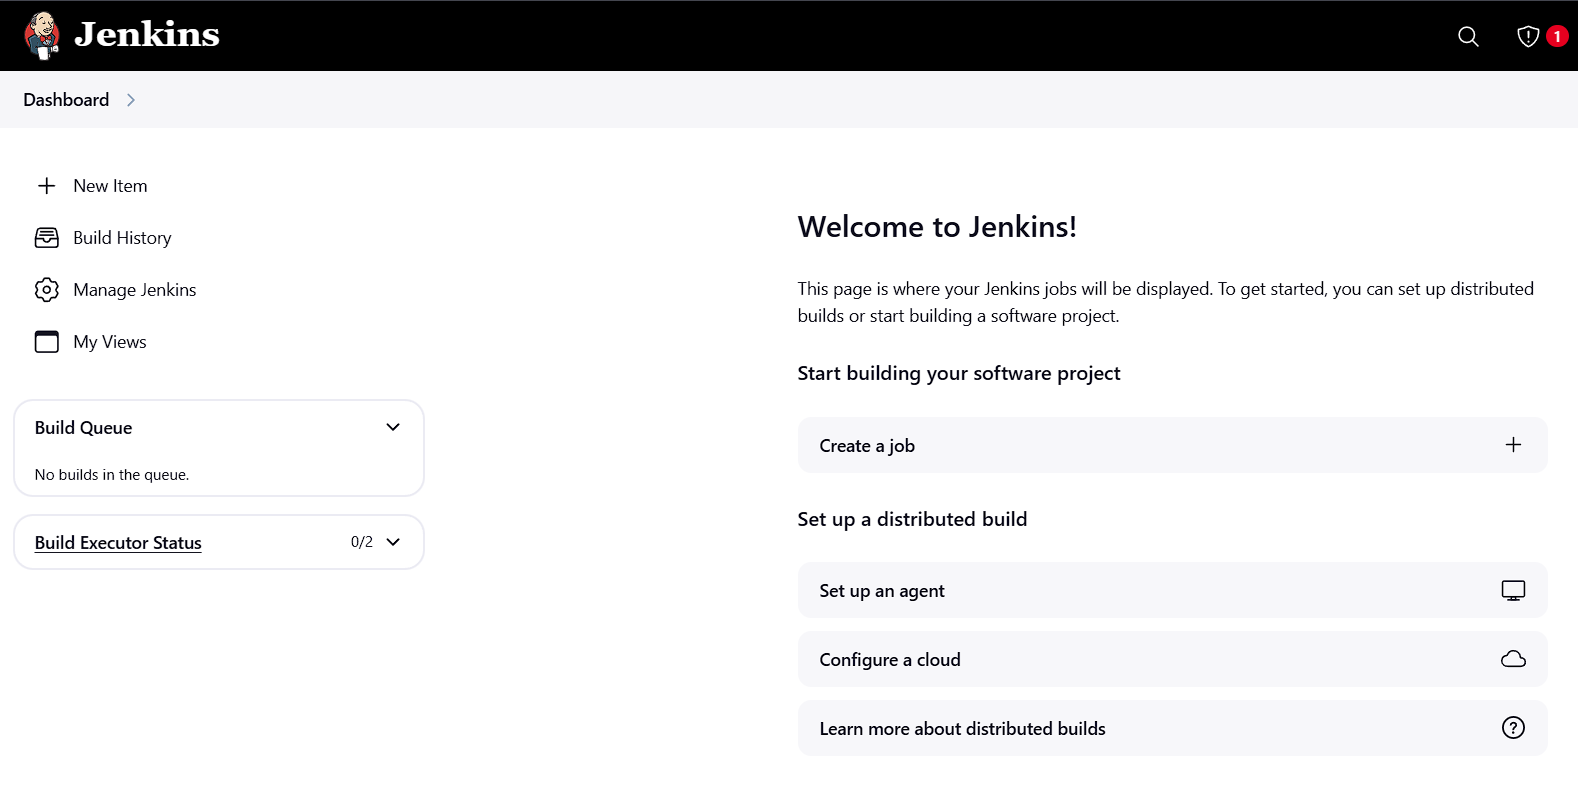 Jenkins
1
Dashboard
New Item
Build History
Manage Jenkins
My Views
Build Queue
No builds in the queue.
Build Executor Status
0/2
Welcome to Jenkins!
This page is where your Jenkins jobs will be displayed. To get started, you can set up distributed
builds or start building a software project.
Start building your software project
Create a job
Set up a distributed build
Set up an agent
Configure a cloud
Learn more about distributed builds